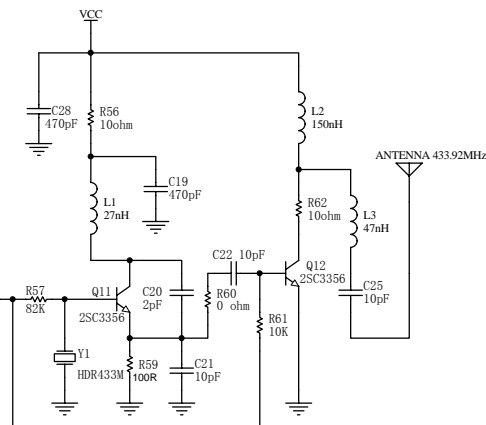 VCC
C28
470pF
R56
10ohm
L2
150nH
ANTENNA 433.92MHz
C19
470pF
L1
27nH
R62
10ohm
L3
47nH
C22 10pF
Q12
2SC3356
C25
10pF
R57
82K
Q11
2SC3356
C20
2pF
R60
0 ohm
R61
10K
Y1
HDR433M
R59
100R
C21
10pF